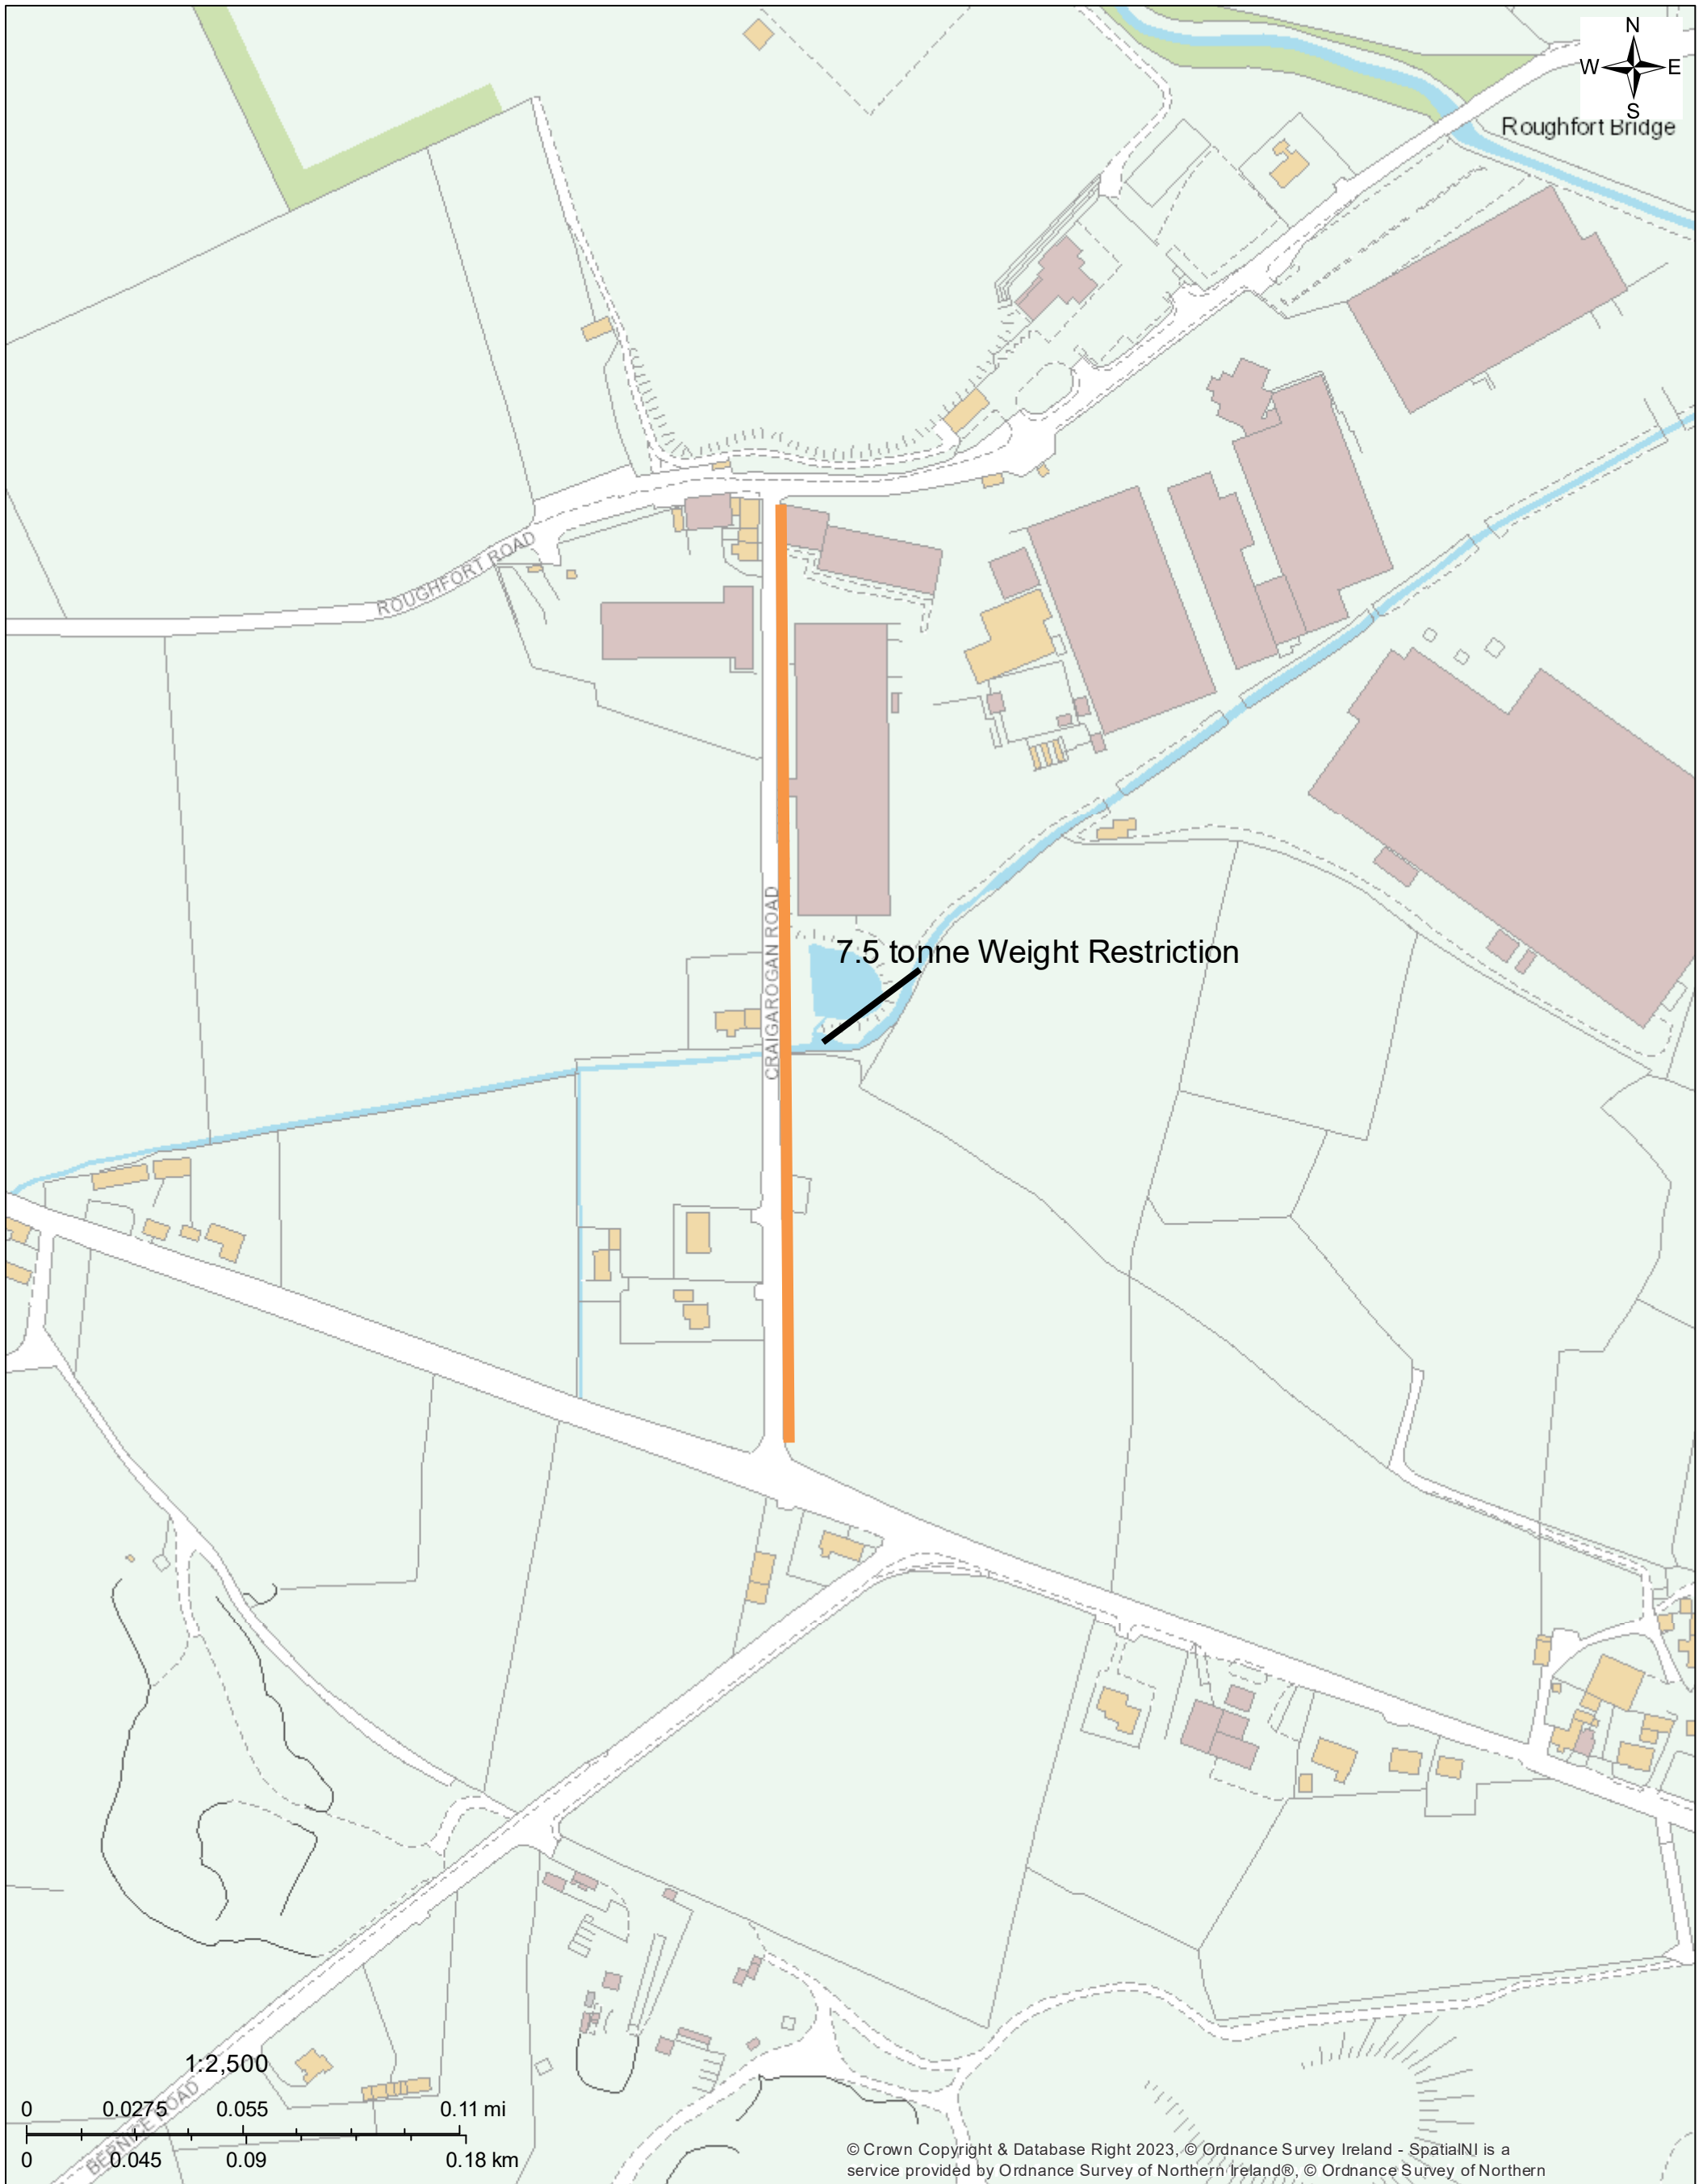 N
W E
S
Roughfort Bridge
ROUGHFORT ROAD
CRAIGAROGAN ROAD
7.5 tonne Weight Restriction
1:2,500
0 0.0275 0.055 0.11 mi
0 0.045 0.09 0.18 km
BERNICE ROAD
© Crown Copyright & Database Right 2023, © Ordnance Survey Ireland - SpatialNI is a
service provided by Ordnance Survey of Northern Ireland®, © Ordnance Survey of Northern